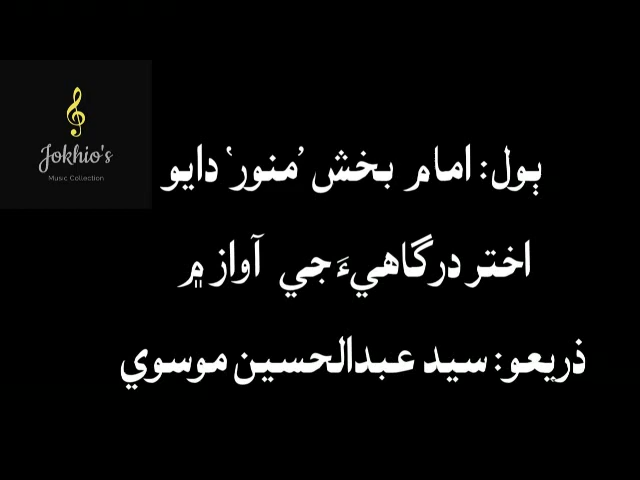 Jokhio's
Music Collection
ٻول: امام بخش ’منور‘ دايو
اختر درگاهيءَ جي آواز ۾
ذريعو: سيد عبدالحسين موسوي